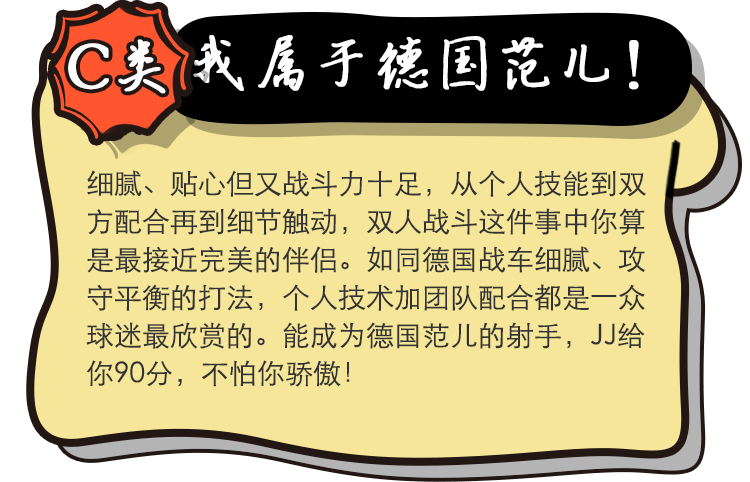 C类 我属于德国范儿！
细腻、贴心但又战斗力十足，从个人技能到双
方配合再到细节触动，双人战斗这件事中你算
是最接近完美的伴侣。如同德国战车细腻、攻
守平衡的打法，个人技术加团队配合都是一众
球迷最欣赏的。能成为德国范儿的射手，JJ给
你90分，不怕你骄傲！